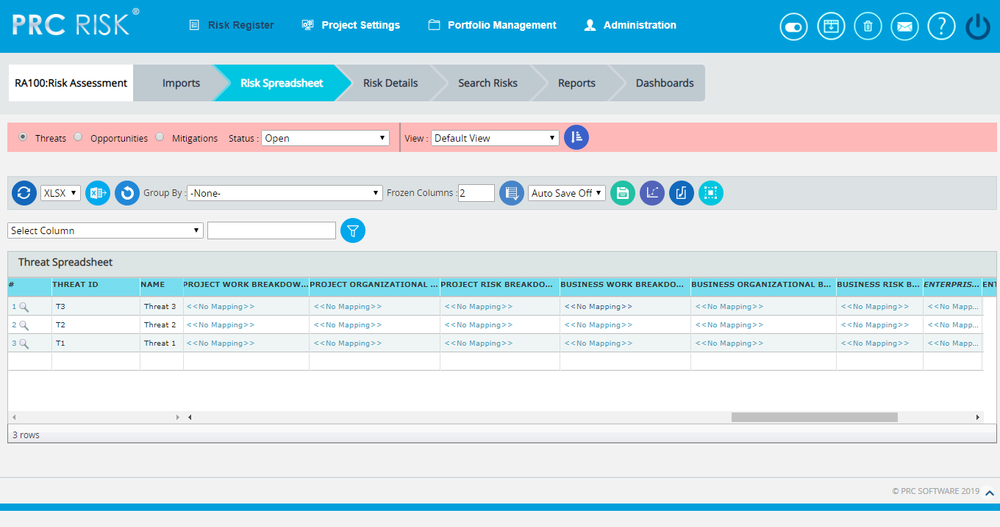 PRC RISK®
Risk Register Project Settings Portfolio Management Administration
RA100:Risk Assessment Imports Risk Spreadsheet Risk Details Search Risks Reports Dashboards
Threats Opportunities Mitigations Status : Open View : Default View
XLSX Group By : -None- Frozen Columns : 2 Auto Save Off
Select Column
Threat Spreadsheet
# THREAT ID NAME PROJECT WORK BREAKDOW... PROJECT ORGANIZATIONAL ... PROJECT RISK BREAKDO... BUSINESS WORK BREAKDO... BUSINESS ORGANIZATIONAL B... BUSINESS RISK B... ENTERPRIS... ENT
1 T3 Threat 3 <<No Mapping>> <<No Mapping>> <<No Mapping>> <<No Mapping>> <<No Mapping>> <<No Mapping>> <<No Mapp...
2 T2 Threat 2 <<No Mapping>> <<No Mapping>> <<No Mapping>> <<No Mapping>> <<No Mapping>> <<No Mapping>> <<No Mapp...
3 T1 Threat 1 <<No Mapping>> <<No Mapping>> <<No Mapping>> <<No Mapping>> <<No Mapping>> <<No Mapping>> <<No Mapp...
3 rows
© PRC SOFTWARE 2019